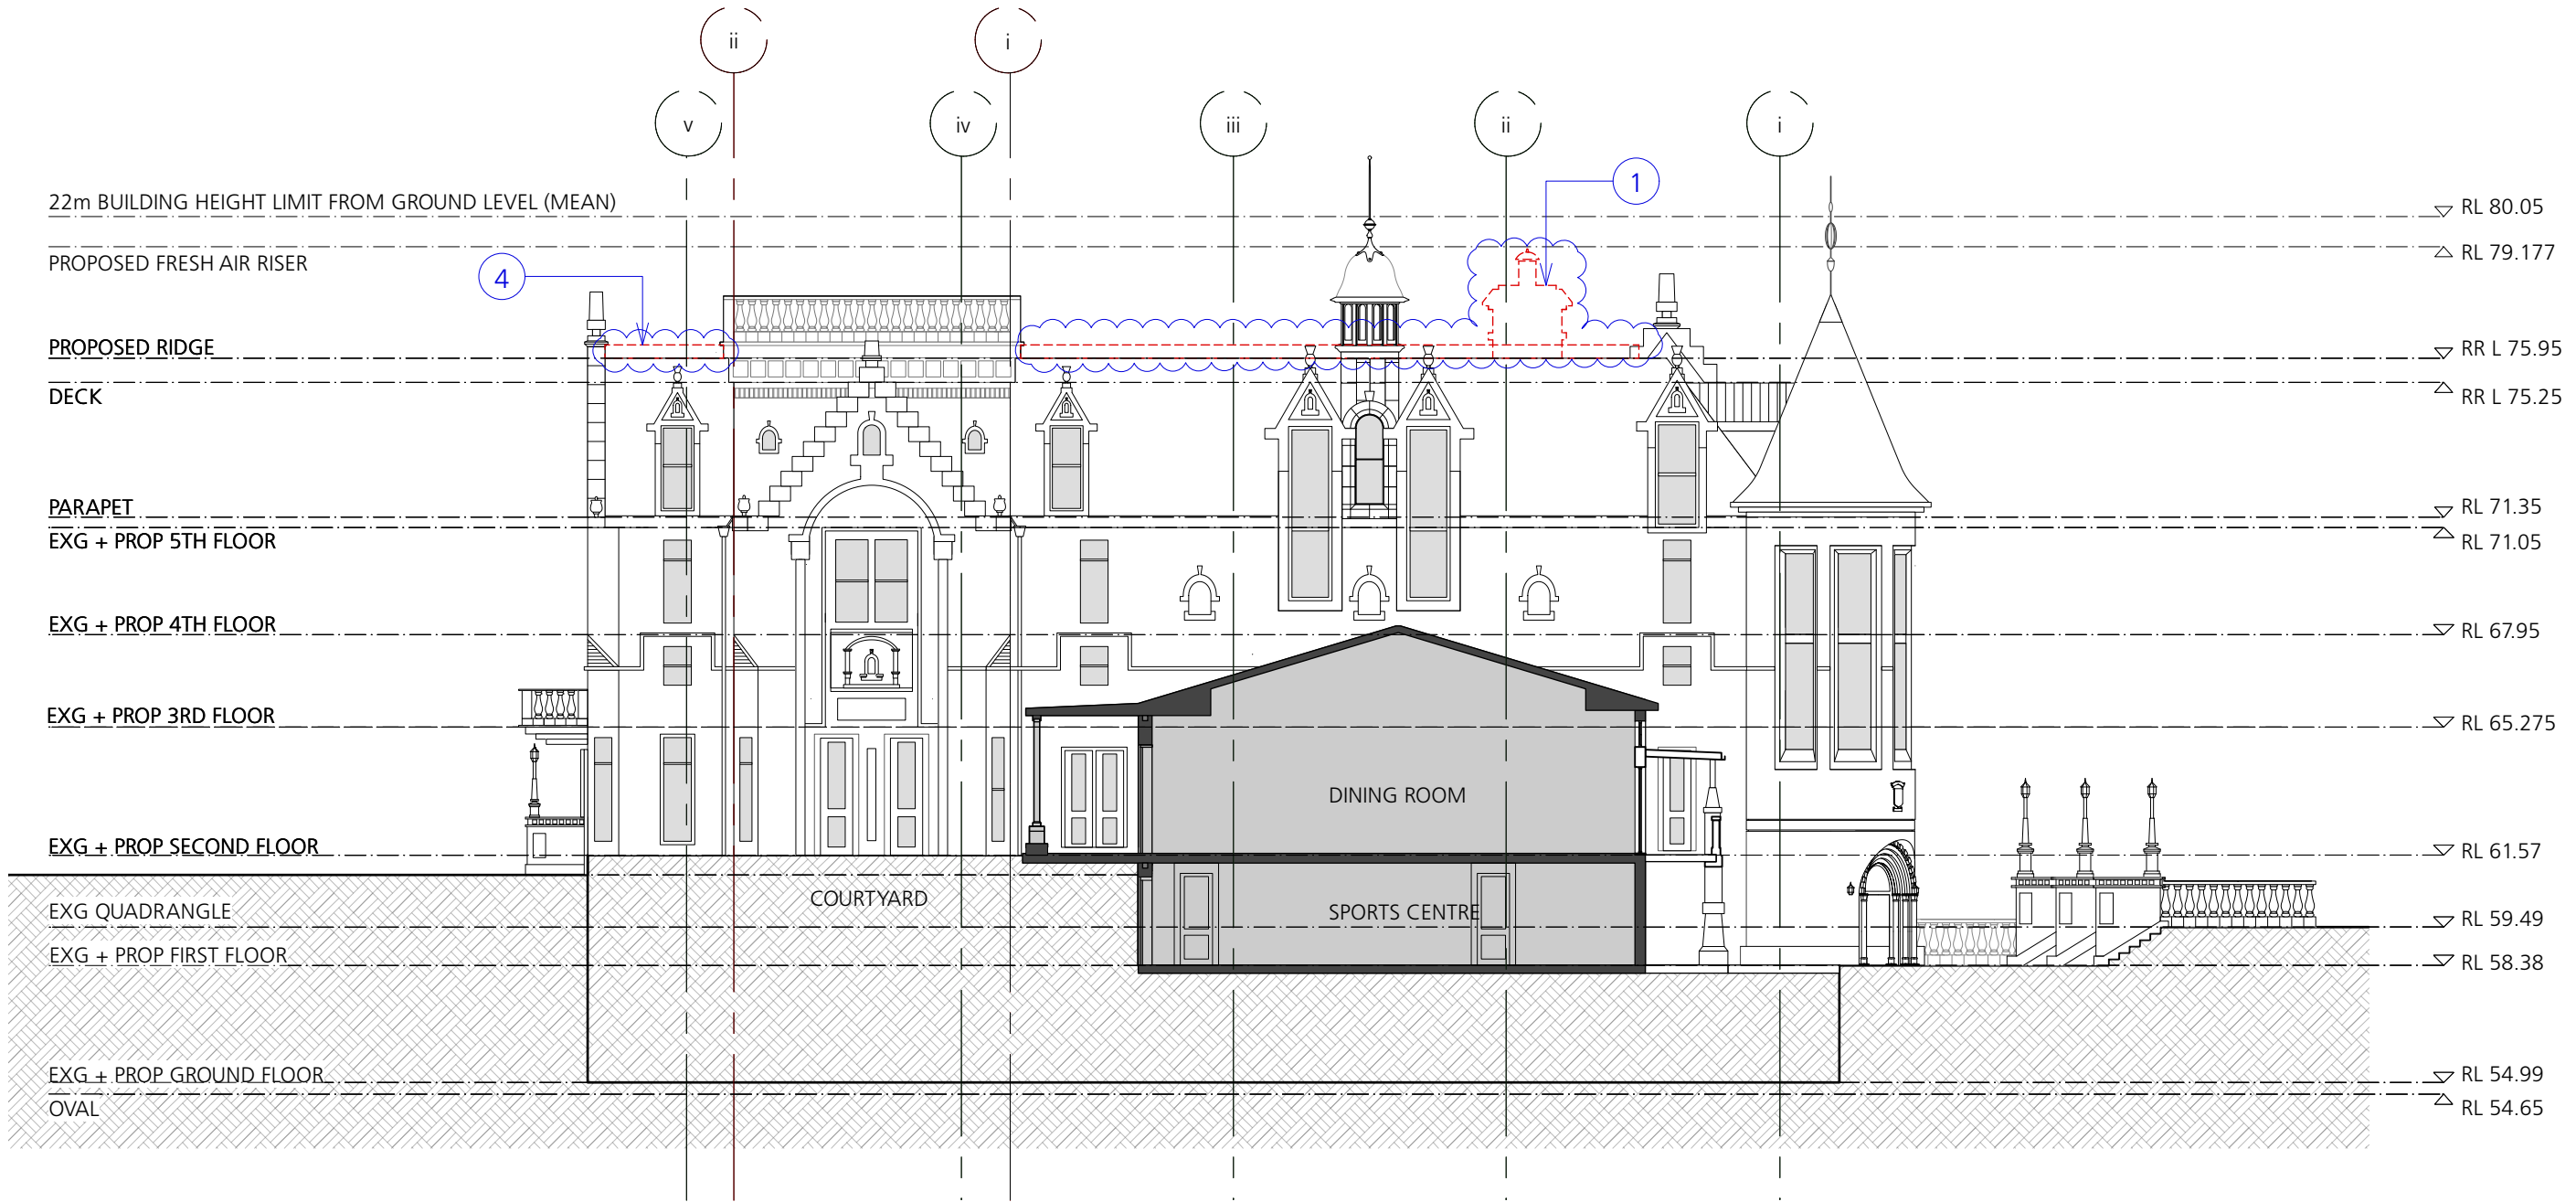 ii
i
v
iv
iii
ii
i
1
22m BUILDING HEIGHT LIMIT FROM GROUND LEVEL (MEAN)
RL 80.05
PROPOSED FRESH AIR RISER
RL 79.177
4
PROPOSED RIDGE
RR L 75.95
DECK
RR L 75.25
PARAPET
RL 71.35
EXG + PROP 5TH FLOOR
RL 71.05
EXG + PROP 4TH FLOOR
RL 67.95
EXG + PROP 3RD FLOOR
RL 65.275
DINING ROOM
EXG + PROP SECOND FLOOR
RL 61.57
COURTYARD
EXG QUADRANGLE
SPORTS CENTRE
RL 59.49
EXG + PROP FIRST FLOOR
RL 58.38
EXG + PROP GROUND FLOOR
RL 54.99
OVAL
RL 54.65